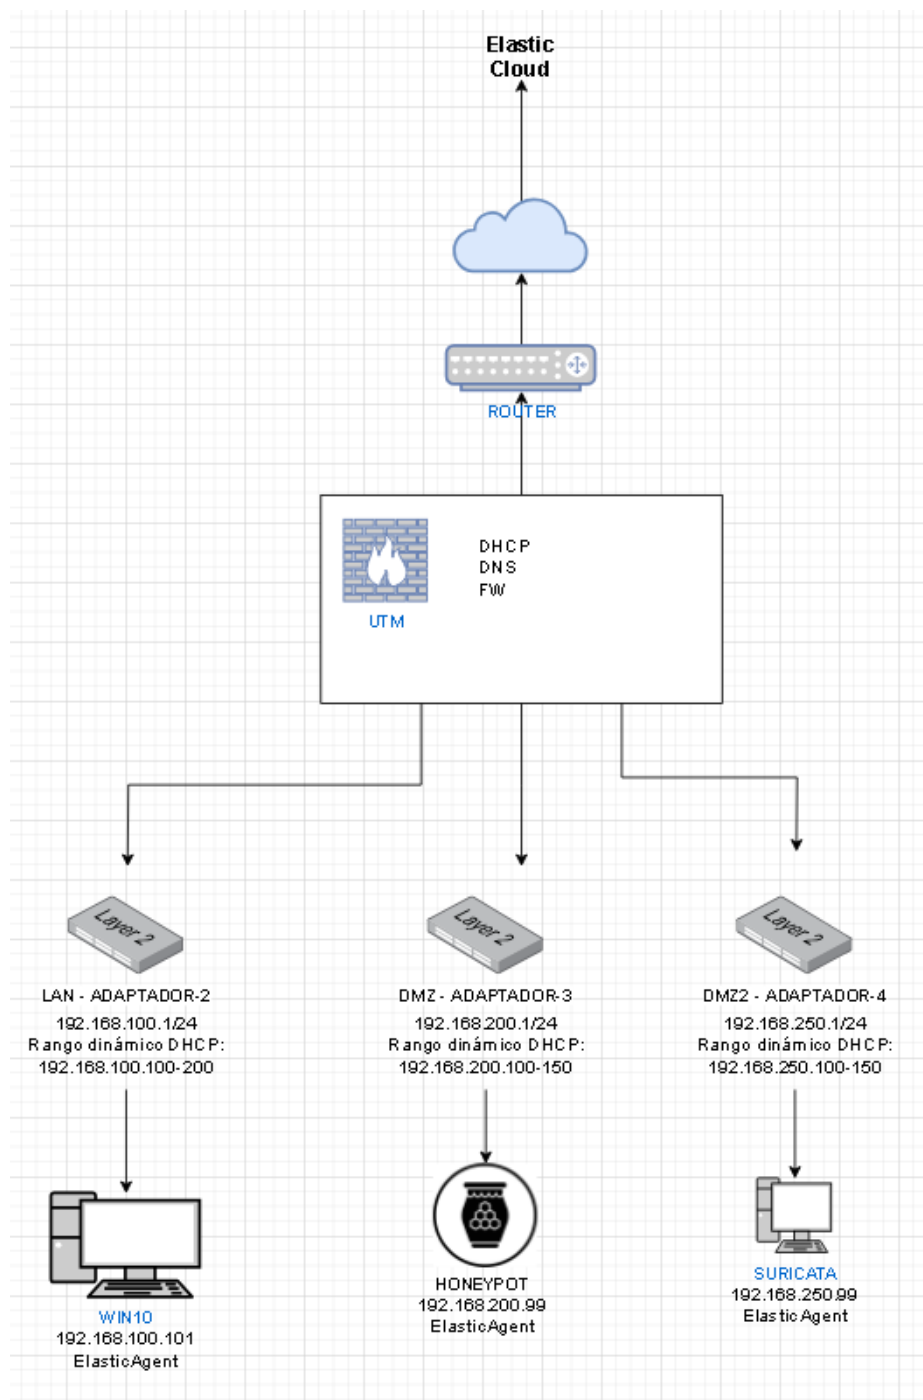 Elastic
Cloud
ROUTER
DHCP
DNS
FW
UTM
Layer 2
Layer 2
Layer 2
LAN - ADAPTADOR-2
192.168.100.1/24
Rango dinámico DHCP:
192.168.100.100-200
DMZ - ADAPTADOR-3
192.168.200.1/24
Rango dinámico DHCP:
192.168.200.100-150
DMZ2 - ADAPTADOR-4
192.168.250.1/24
Rango dinámico DHCP:
192.168.250.100-150
WIN10
192.168.100.101
ElasticAgent
HONEYPOT
192.168.200.99
ElasticAgent
SURICATA
192.168.250.99
ElasticAgent